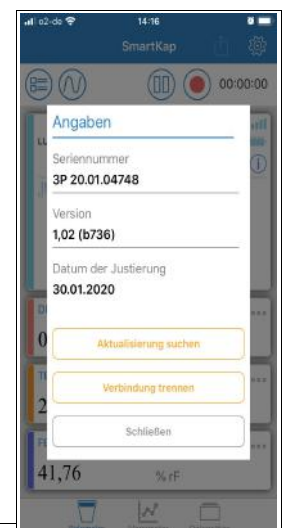 o2-de
14:16
SmartKap
00:00:00
Angaben
Seriennummer
3P 20.01.04748
Version
1,02 (b736)
Datum der Justierung
30.01.2020
Aktualisierung suchen
Verbindung trennen
Schließen
41,76
% rF